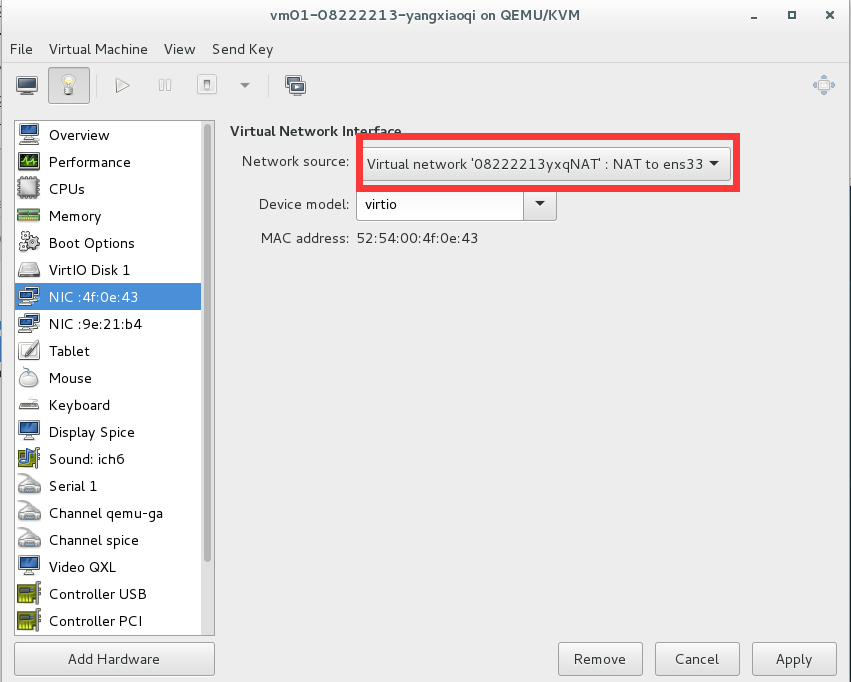 vm01-08222213-yangxiaoqi on QEMU/KVM
File Virtual Machine View Send Key
Overview
Performance
CPUs
Memory
Boot Options
VirtIO Disk 1
NIC :4f:0e:43
NIC :9e:21:b4
Tablet
Mouse
Keyboard
Display Spice
Sound: ich6
Serial 1
Channel qemu-ga
Channel spice
Video QXL
Controller USB
Controller PCI
Add Hardware
Virtual Network Interface
Network source: Virtual network '08222213yxqNAT' : NAT to ens33
Device model: virtio
MAC address: 52:54:00:4f:0e:43
Remove Cancel Apply